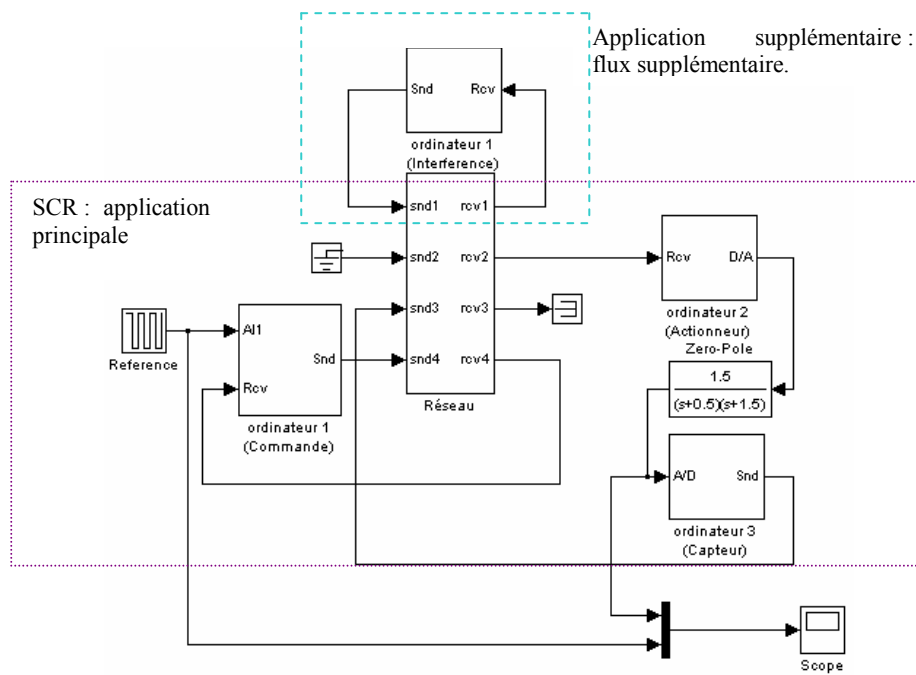 Application supplémentaire :
flux supplémentaire.
Snd Rcv
ordinateur 1
(Interference)
SCR : application
principale
snd1 rcv1
snd2 rcv2
snd3 rcv3
snd4 rcv4
Réseau
Reference
AI1
Snd
Rcv
ordinateur 1
(Commande)
Rcv D/A
ordinateur 2
(Actionneur)
Zero-Pole
1.5
(s+0.5)(s+1.5)
A/D Snd
ordinateur 3
(Capteur)
Scope